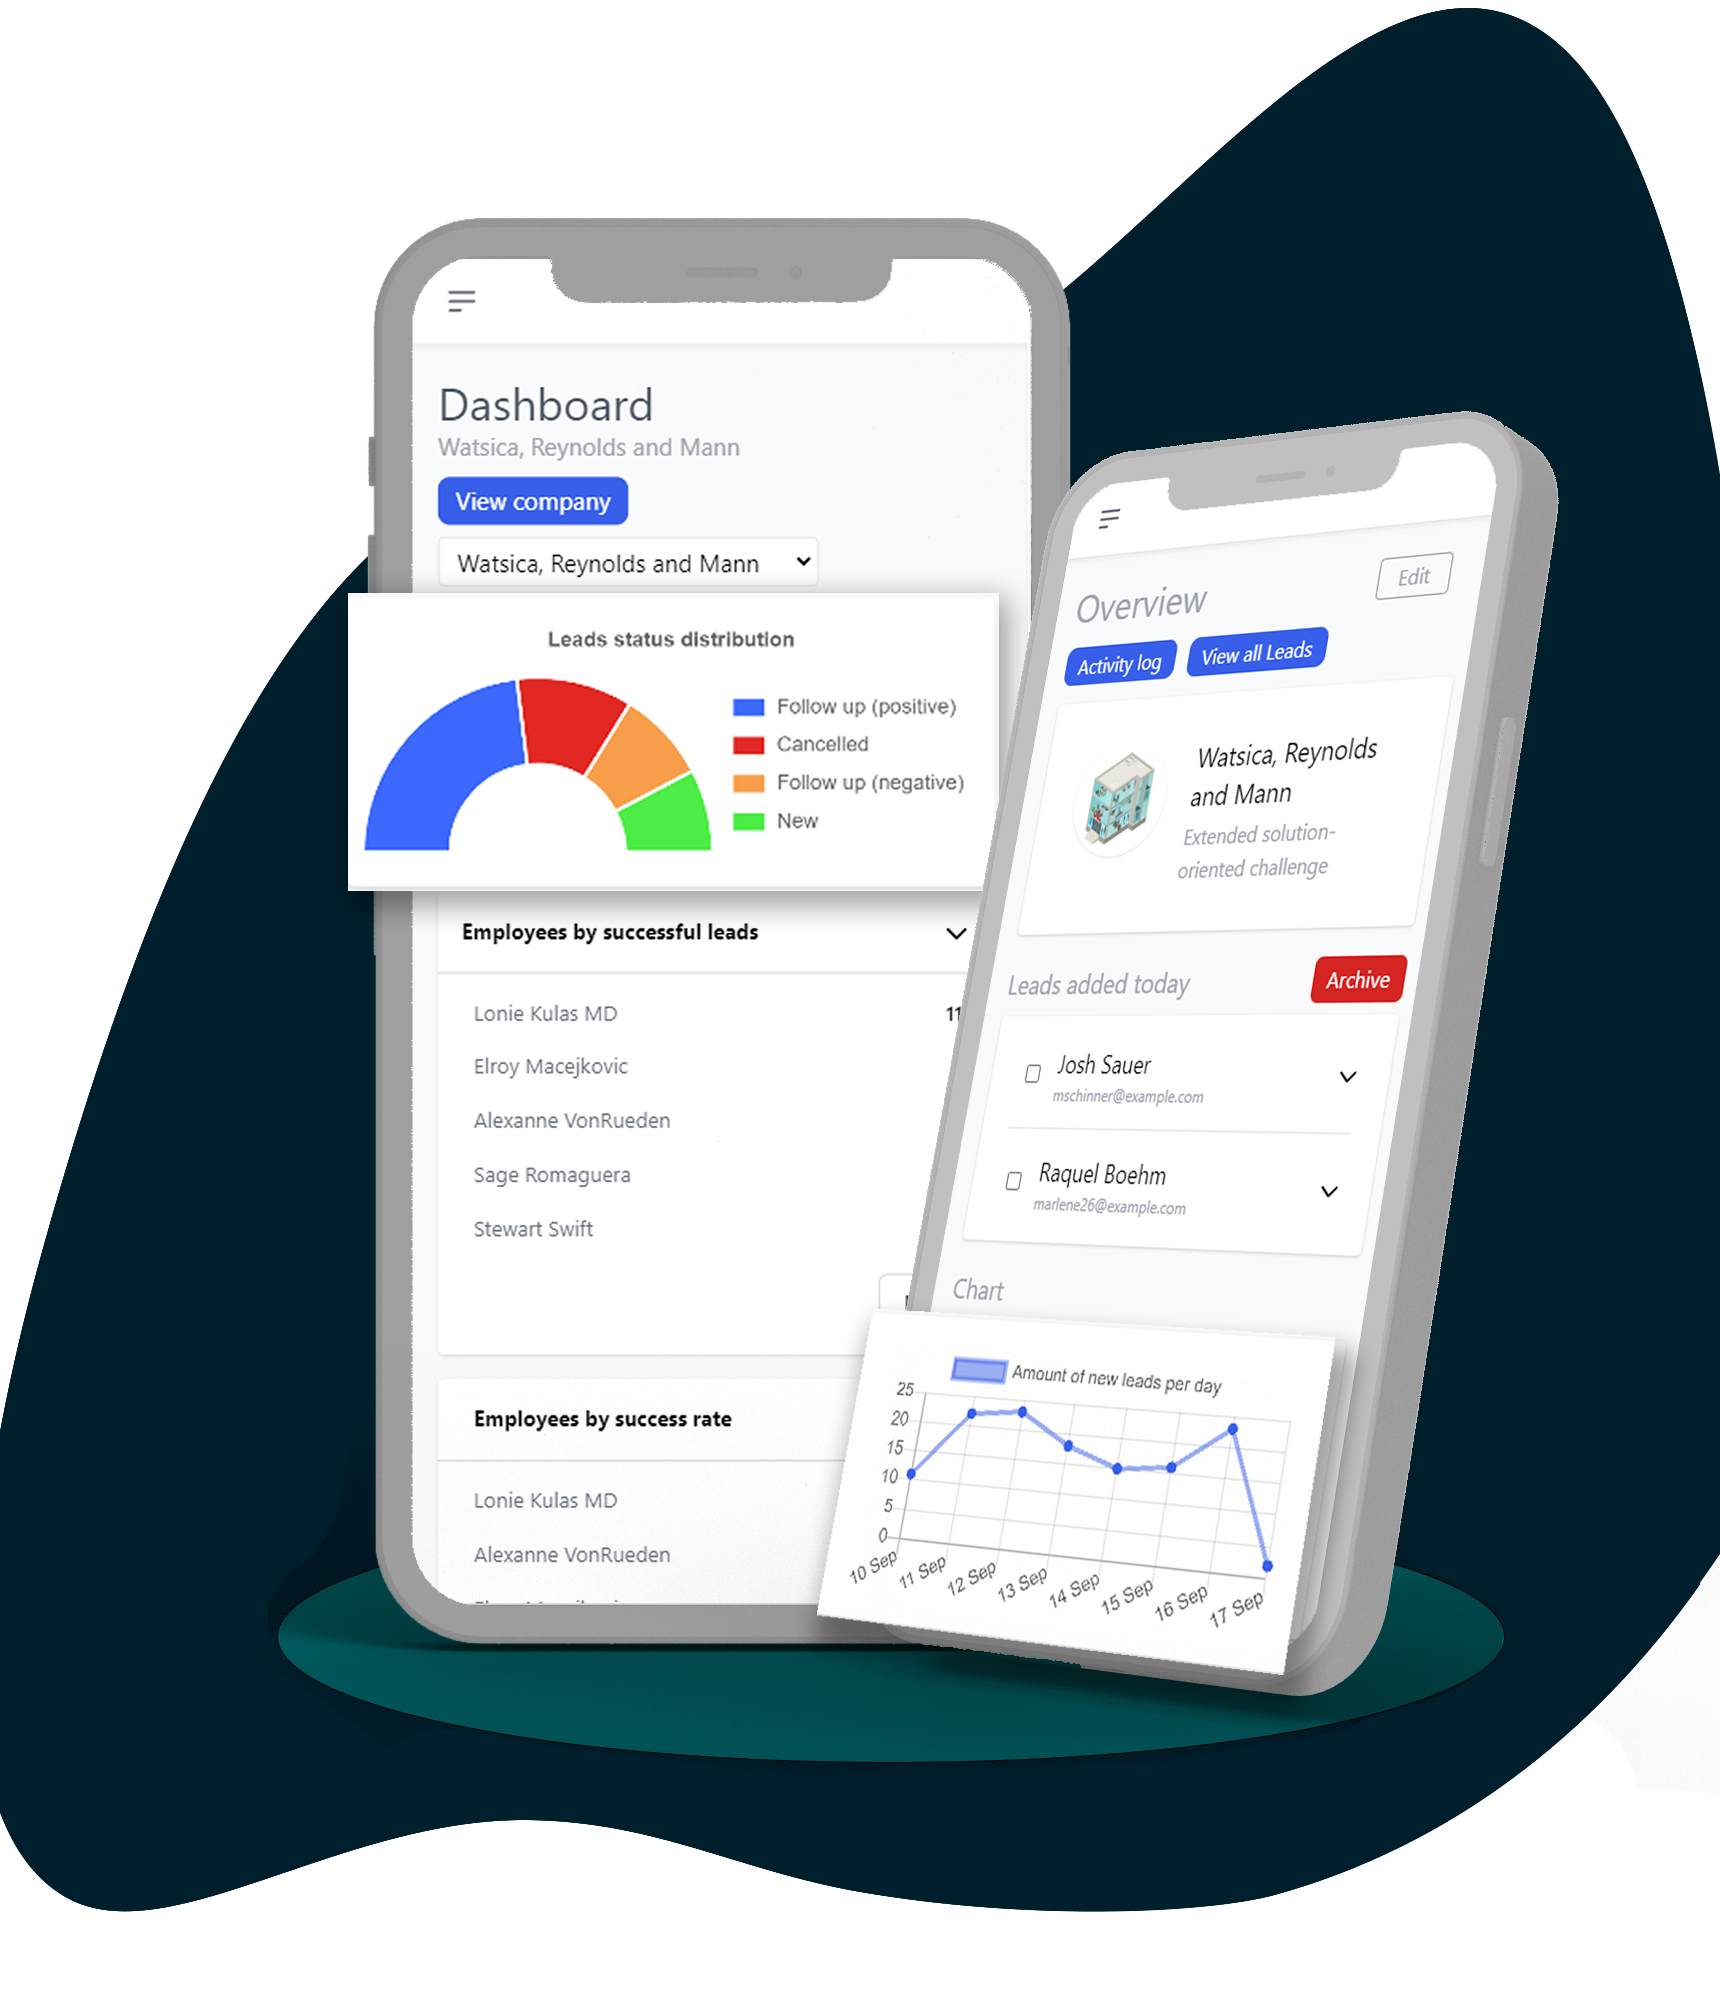 Dashboard
Watsica, Reynolds and Mann
View company
Watsica, Reynolds and Mann
Leads status distribution
Follow up (positive)
Cancelled
Follow up (negative)
New
Employees by successful leads
Lonie Kulas MD
Elroy Macejkovic
Alexanne VonRueden
Sage Romaguera
Stewart Swift
Employees by success rate
Lonie Kulas MD
Alexanne VonRueden
Overview
Edit
Activity log
View all Leads
Watsica, Reynolds
and Mann
Extended solution-
oriented challenge
Leads added today
Archive
Josh Sauer
mschinner@example.com
Raquel Boehm
marlene26@example.com
Chart
Amount of new leads per day
25
20
15
10
5
0
10 Sep
11 Sep
12 Sep
13 Sep
14 Sep
15 Sep
16 Sep
17 Sep